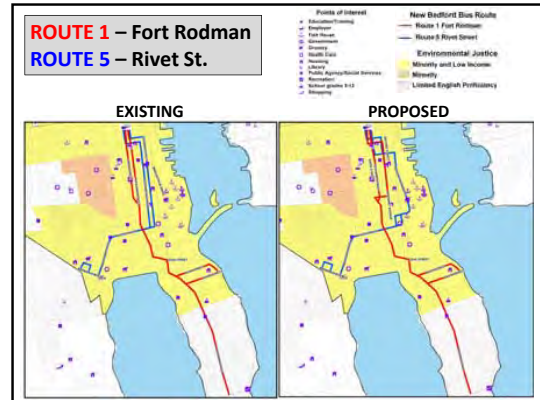 ROUTE 1 – Fort Rodman
ROUTE 5 – Rivet St.
Points of Interest
Education/Training
Employer
Fish House
Government
Grocery
Health Care
Housing
Library
Public Agency/Social Services
Recreation
School grades 9-12
Shopping
New Bedford Bus Route
Route 1 Fort Rodman
Route 5 Rivet Street
Environmental Justice
Minority and Low Income
Minority
Limited English Proficiency
EXISTING
PROPOSED